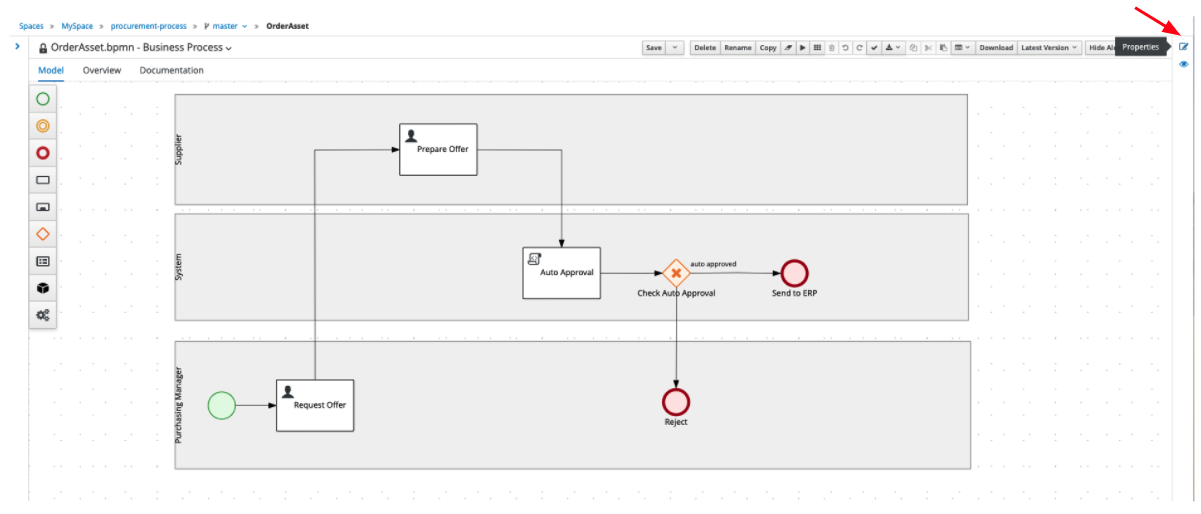 Spaces » MySpace » procurement-process » master » OrderAsset
OrderAsset.bpmn - Business Process
Save Delete Rename Copy Download Latest Version Hide Al Properties
Model Overview Documentation
Supplier
Prepare Offer
System
Auto Approval
auto approved
Check Auto Approval
Send to ERP
Purchasing Manager
Request Offer
Reject